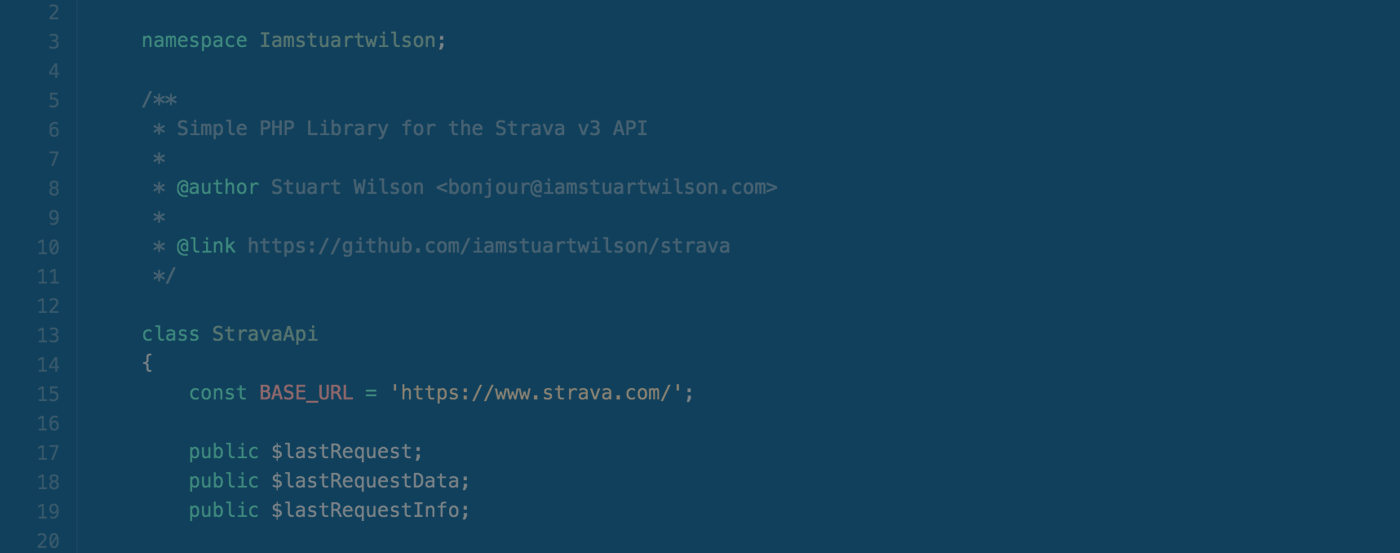 2
3 namespace Iamstuartwilson;
4
5 /**
6 * Simple PHP Library for the Strava v3 API
7 *
8 * @author Stuart Wilson <bonjour@iamstuartwilson.com>
9 *
10 * @link https://github.com/iamstuartwilson/strava
11 */
12
13 class StravaApi
14 {
15 const BASE_URL = 'https://www.strava.com/';
16
17 public $lastRequest;
18 public $lastRequestData;
19 public $lastRequestInfo;
20